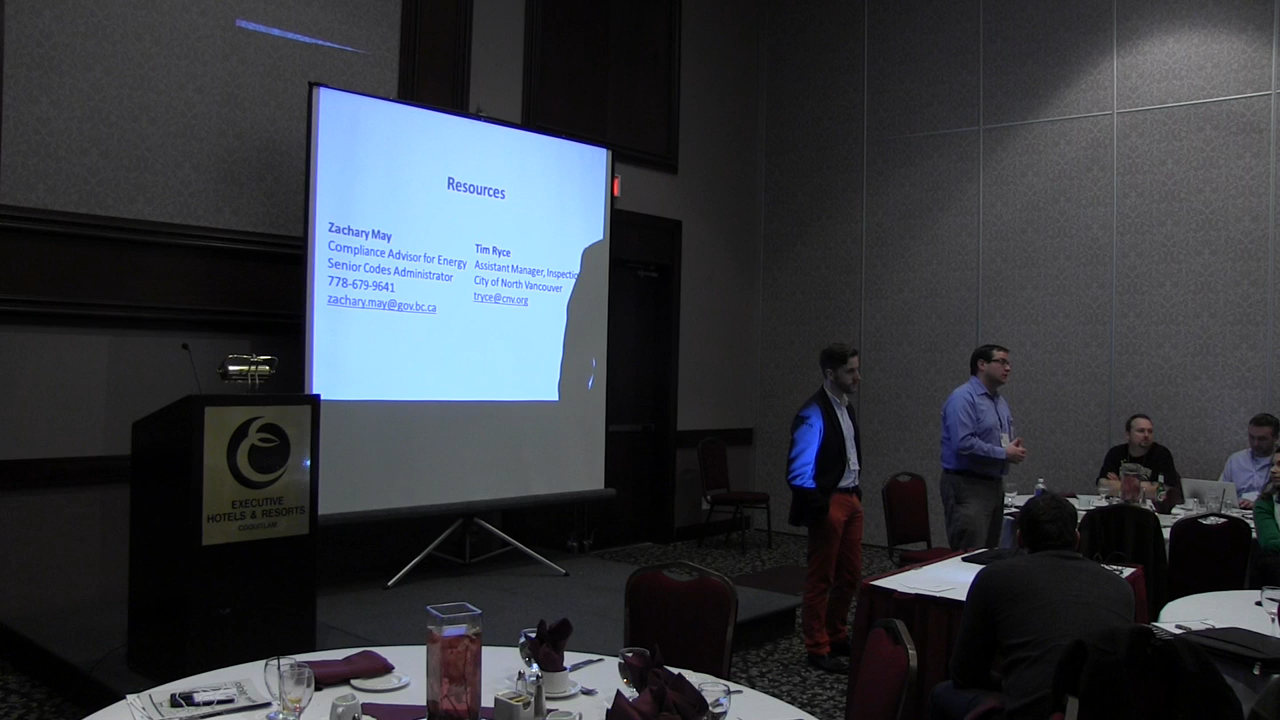 Resources
Zachary May
Compliance Advisor for Energy
Senior Codes Administrator
778-679-9641
zachary.may@gov.bc.ca
Tim Ryce
Assistant Manager, Inspectio
City of North Vancouver
tryce@cnv.org
EXECUTIVE
HOTELS & RESORTS
COQUITLAM